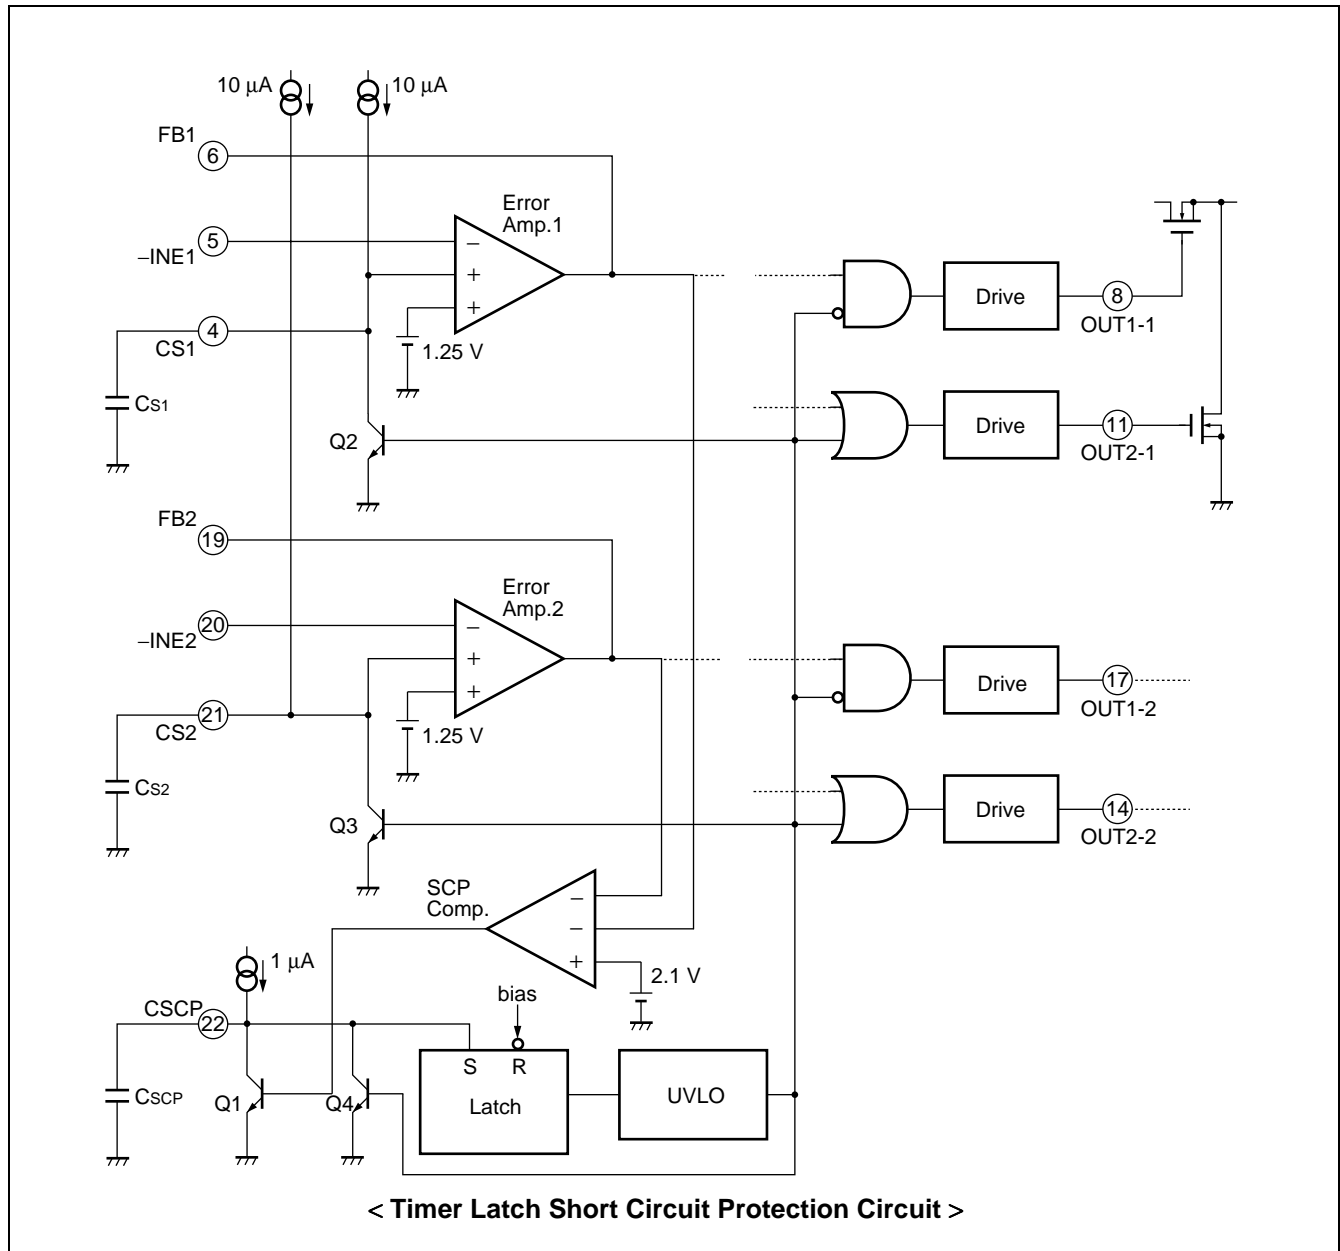 10 µA
10 µA
FB1
6
Error
Amp.1
5
−INE1
−
+
+
Drive
8
OUT1-1
4
CS1
1.25 V
CS1
Q2
Drive
11
OUT2-1
FB2
19
Error
Amp.2
20
−INE2
−
+
+
Drive
17
OUT1-2
21
CS2
1.25 V
CS2
Q3
Drive
14
OUT2-2
SCP
Comp.
−
−
+
1 µA
2.1 V
bias
CSCP
22
S R
CSCP
Q1
Q4
Latch
UVLO
< Timer Latch Short Circuit Protection Circuit >